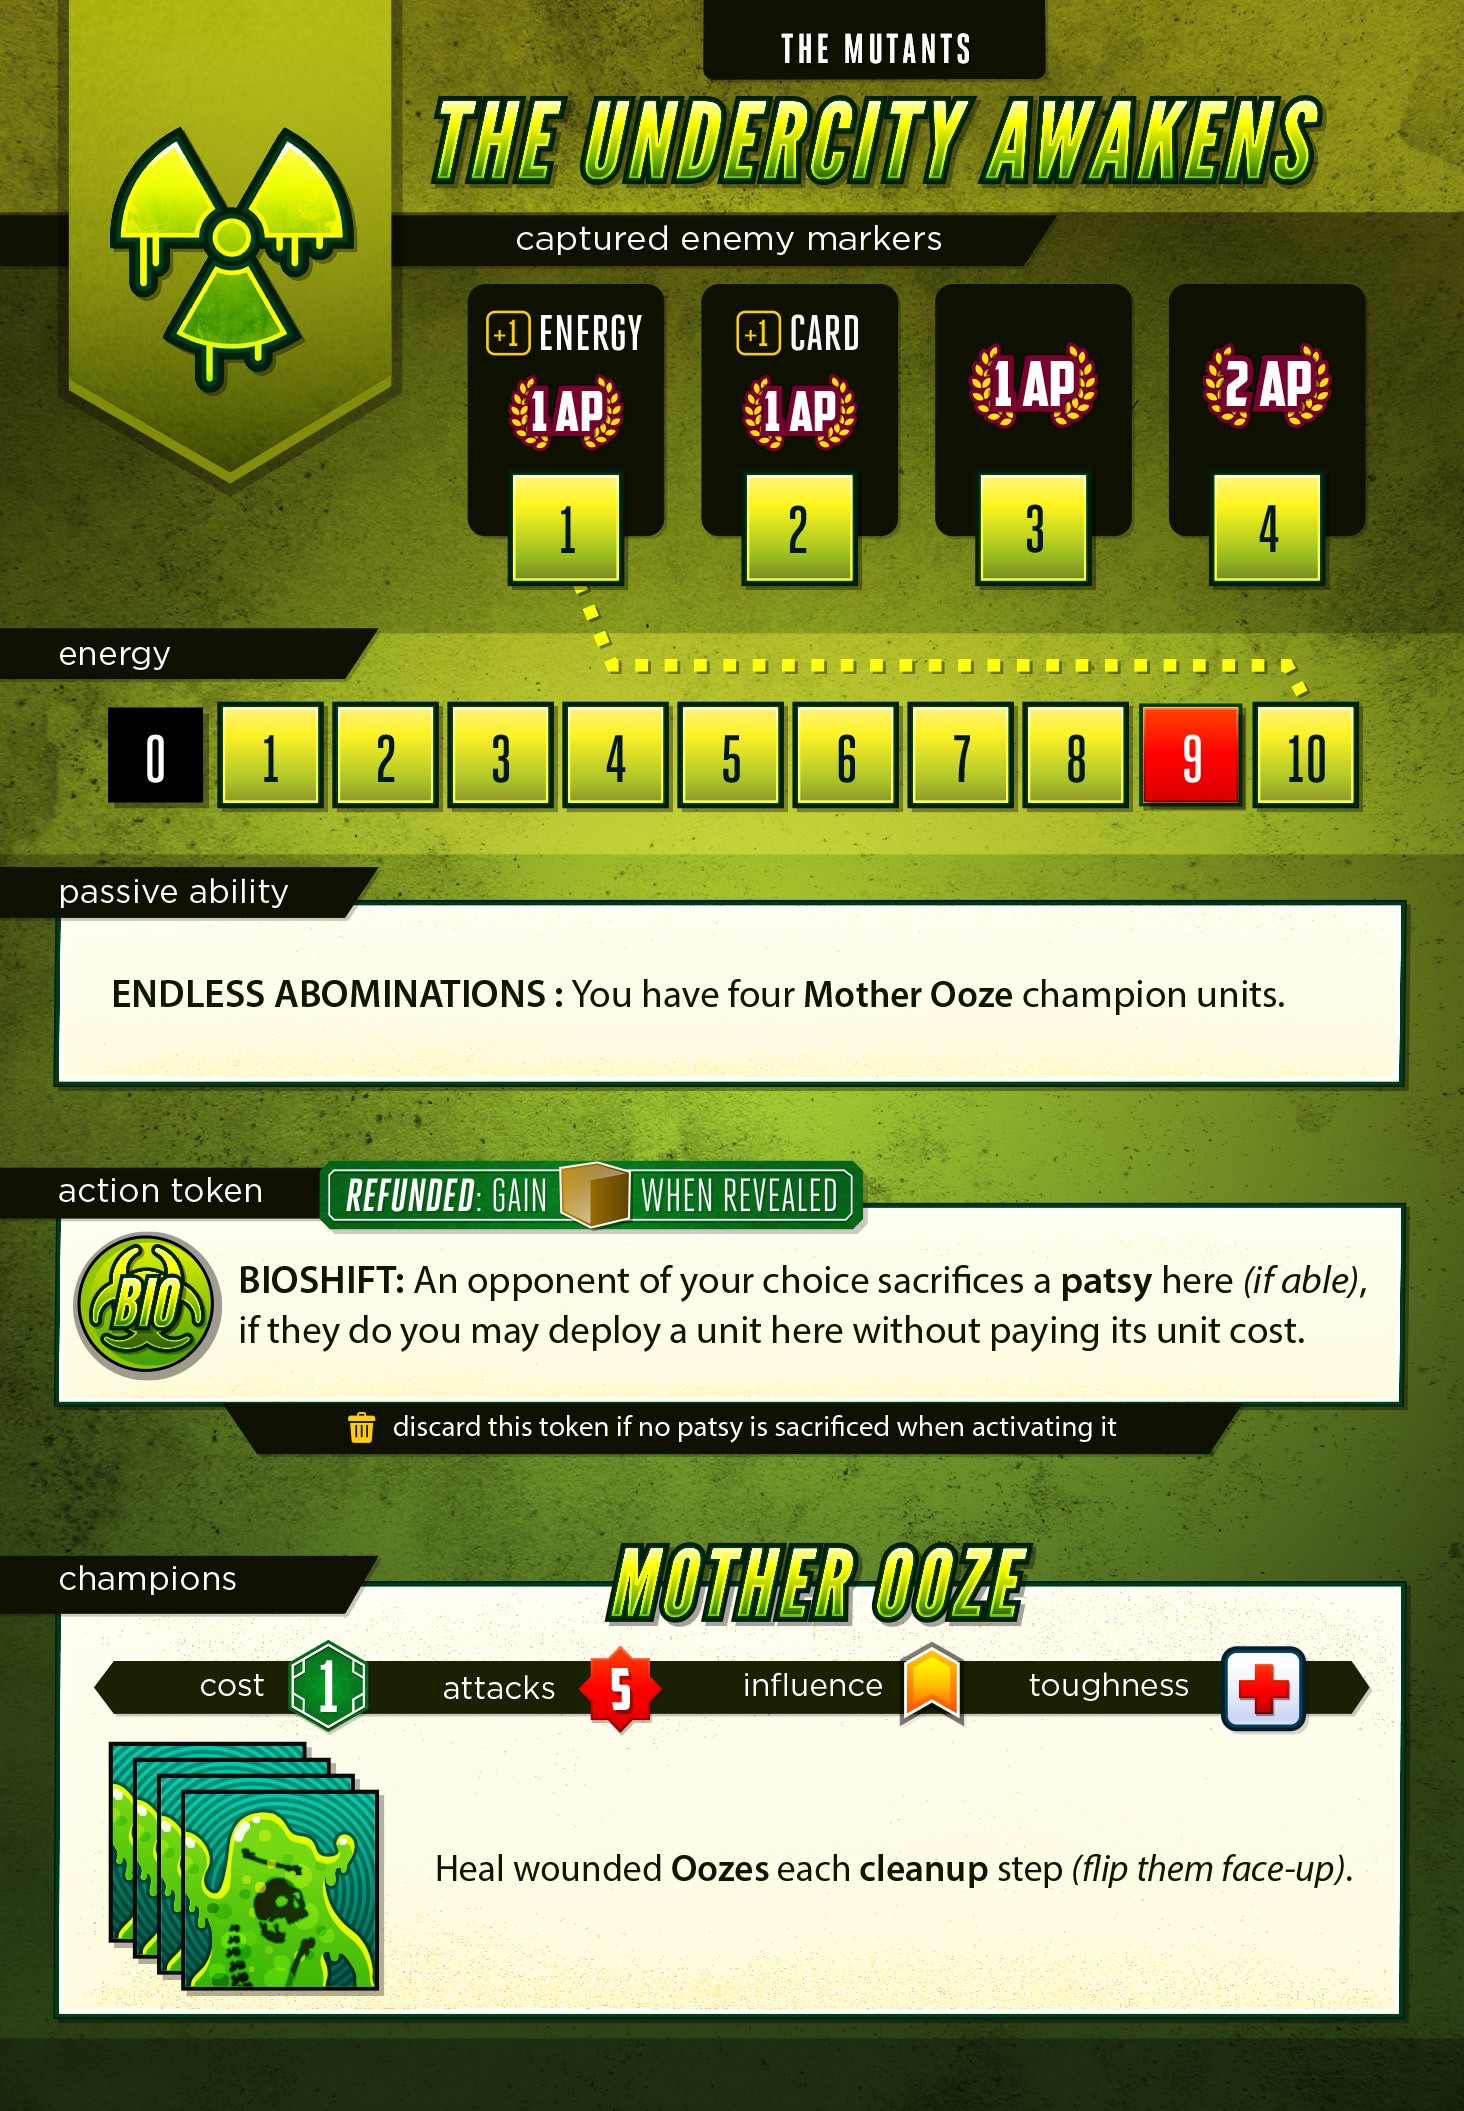 THE MUTANTS
THE UNDERCITY AWAKENS
captured enemy markers
+1 ENERGY
+1 CARD
1 AP
1 AP
1 AP
2 AP
1
2
3
4
energy
0 1 2 3 4 5 6 7 8 9 10
passive ability
ENDLESS ABOMINATIONS : You have four Mother Ooze champion units.
action token
REFUNDED: GAIN WHEN REVEALED
BIO
BIOSHIFT: An opponent of your choice sacrifices a patsy here (if able),
if they do you may deploy a unit here without paying its unit cost.
discard this token if no patsy is sacrificed when activating it
champions
MOTHER OOZE
cost 1 attacks 5 influence toughness
Heal wounded Oozes each cleanup step (flip them face-up).